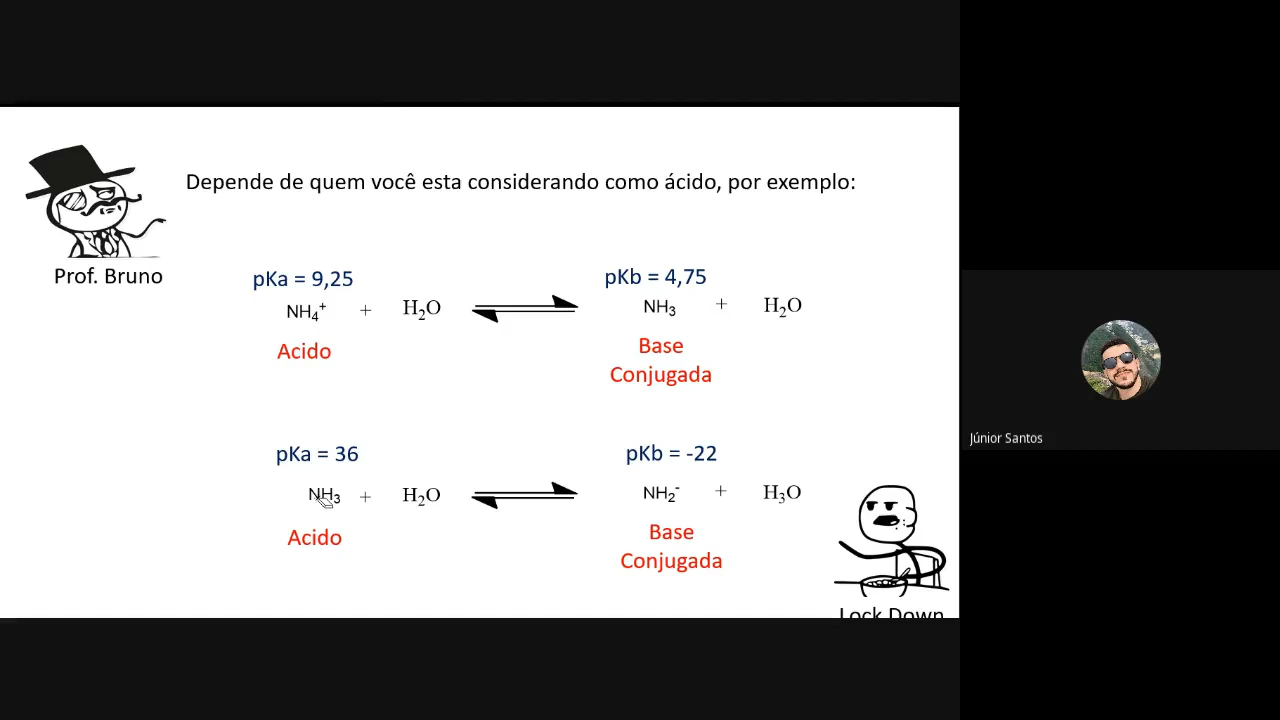 Depende de quem você esta considerando como ácido, por exemplo:
Prof. Bruno
pKa = 9,25
pKb = 4,75
NH₄⁺ + H₂O ⇌ NH₃ + H₂O
Acido
Base
Conjugada
pKa = 36
pKb = -22
NH₃ + H₂O ⇌ NH₂⁻ + H₃O
Acido
Base
Conjugada
Lock Down
Júnior Santos